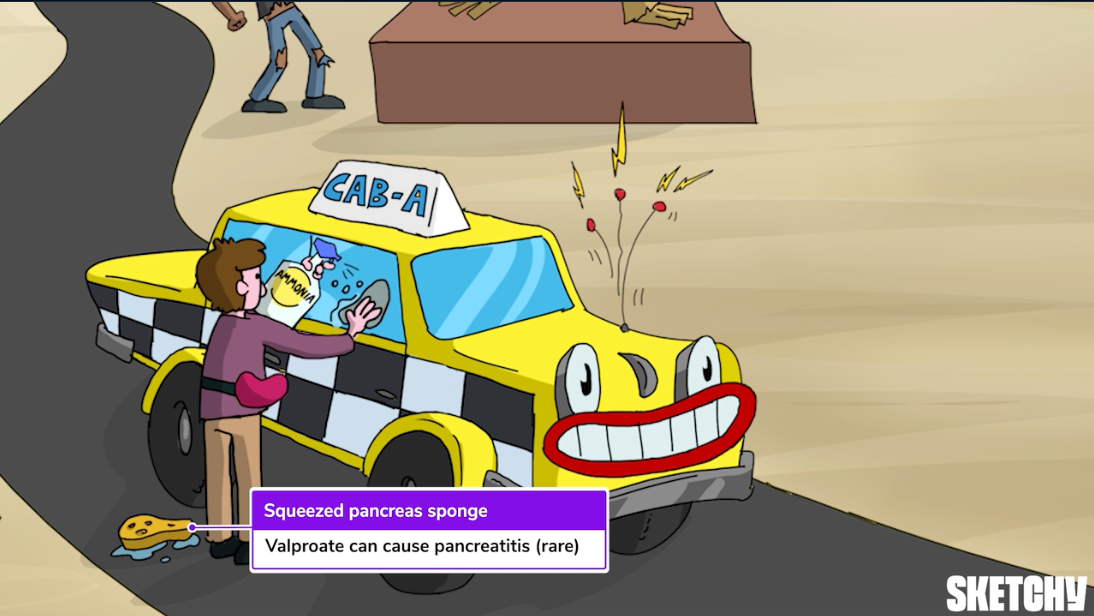 CAB-A
AMMONIA
Squeezed pancreas sponge
Valproate can cause pancreatitis (rare)
SKETCHY